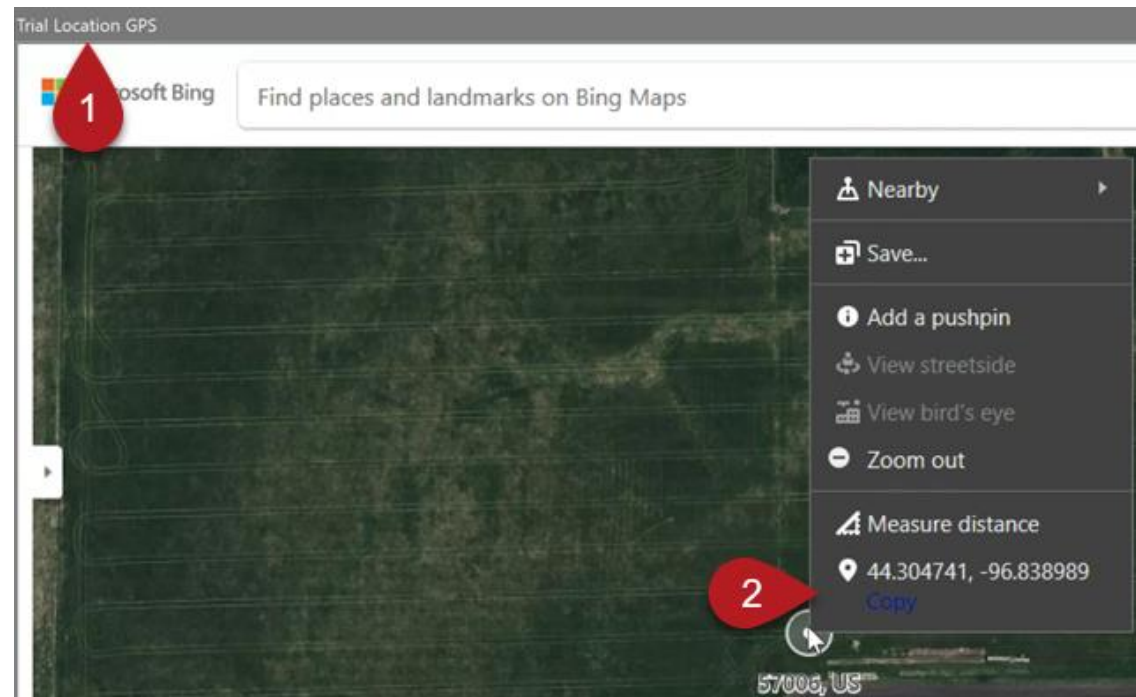 Trial Location GPS
1
osoft Bing
Find places and landmarks on Bing Maps
Nearby
Save...
Add a pushpin
View streetside
View bird's eye
Zoom out
Measure distance
44.304741, -96.838989
2
Copy
57006, US